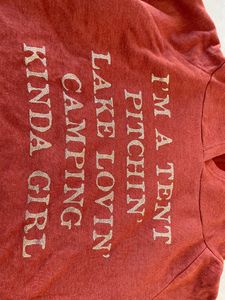 I'M A TENT
PITCHIN'
LAKE LOVIN'
CAMPING
KINDA GIRL